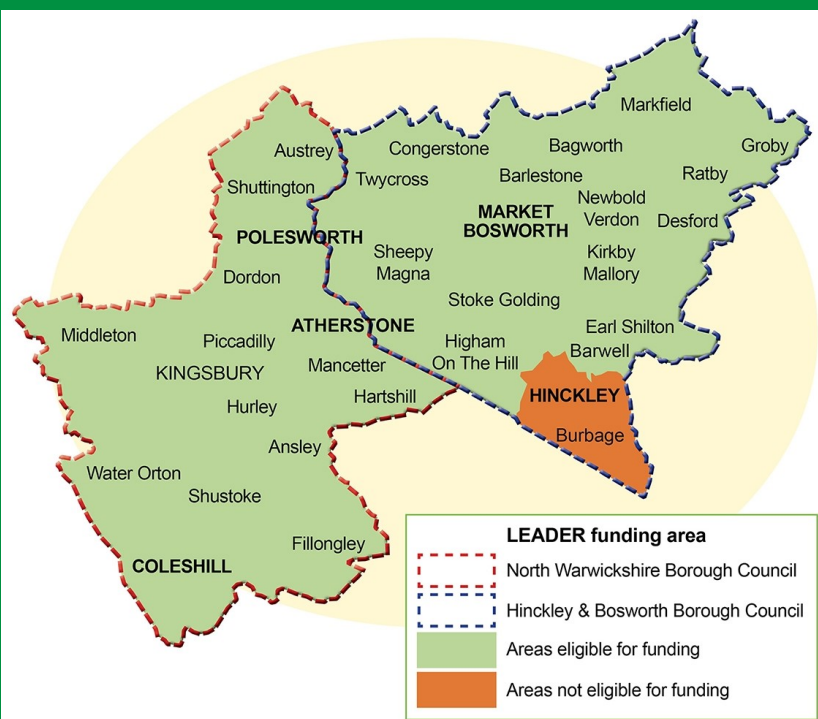 Markfield
Groby
Austrey
Congerstone
Bagworth
Ratby
Shuttington
Twycross
Barlestone
Newbold
Verdon
MARKET
BOSWORTH
Desford
POLESWORTH
Sheepy
Magna
Kirkby
Mallory
Dordon
Stoke Golding
Middleton
ATHERSTONE
Earl Shilton
Piccadilly
Higham
On The Hill
Barwell
KINGSBURY
Mancetter
Hartshill
HINCKLEY
Hurley
Burbage
Ansley
Water Orton
Shustoke
Fillongley
COLESHILL
LEADER funding area
North Warwickshire Borough Council
Hinckley & Bosworth Borough Council
Areas eligible for funding
Areas not eligible for funding